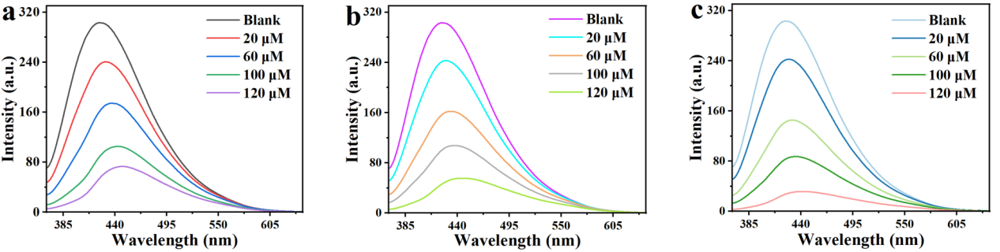 a
320
240
160
80
0
Intensity (a.u.)
385
440
495
550
605
Wavelength (nm)
Blank
20 μM
60 μM
100 μM
120 μM
b
320
240
160
80
0
Intensity (a.u.)
385
440
495
550
605
Wavelength (nm)
Blank
20 μM
60 μM
100 μM
120 μM
c
320
240
160
80
0
Intensity (a.u.)
385
440
495
550
605
Wavelength (nm)
Blank
20 μM
60 μM
100 μM
120 μM